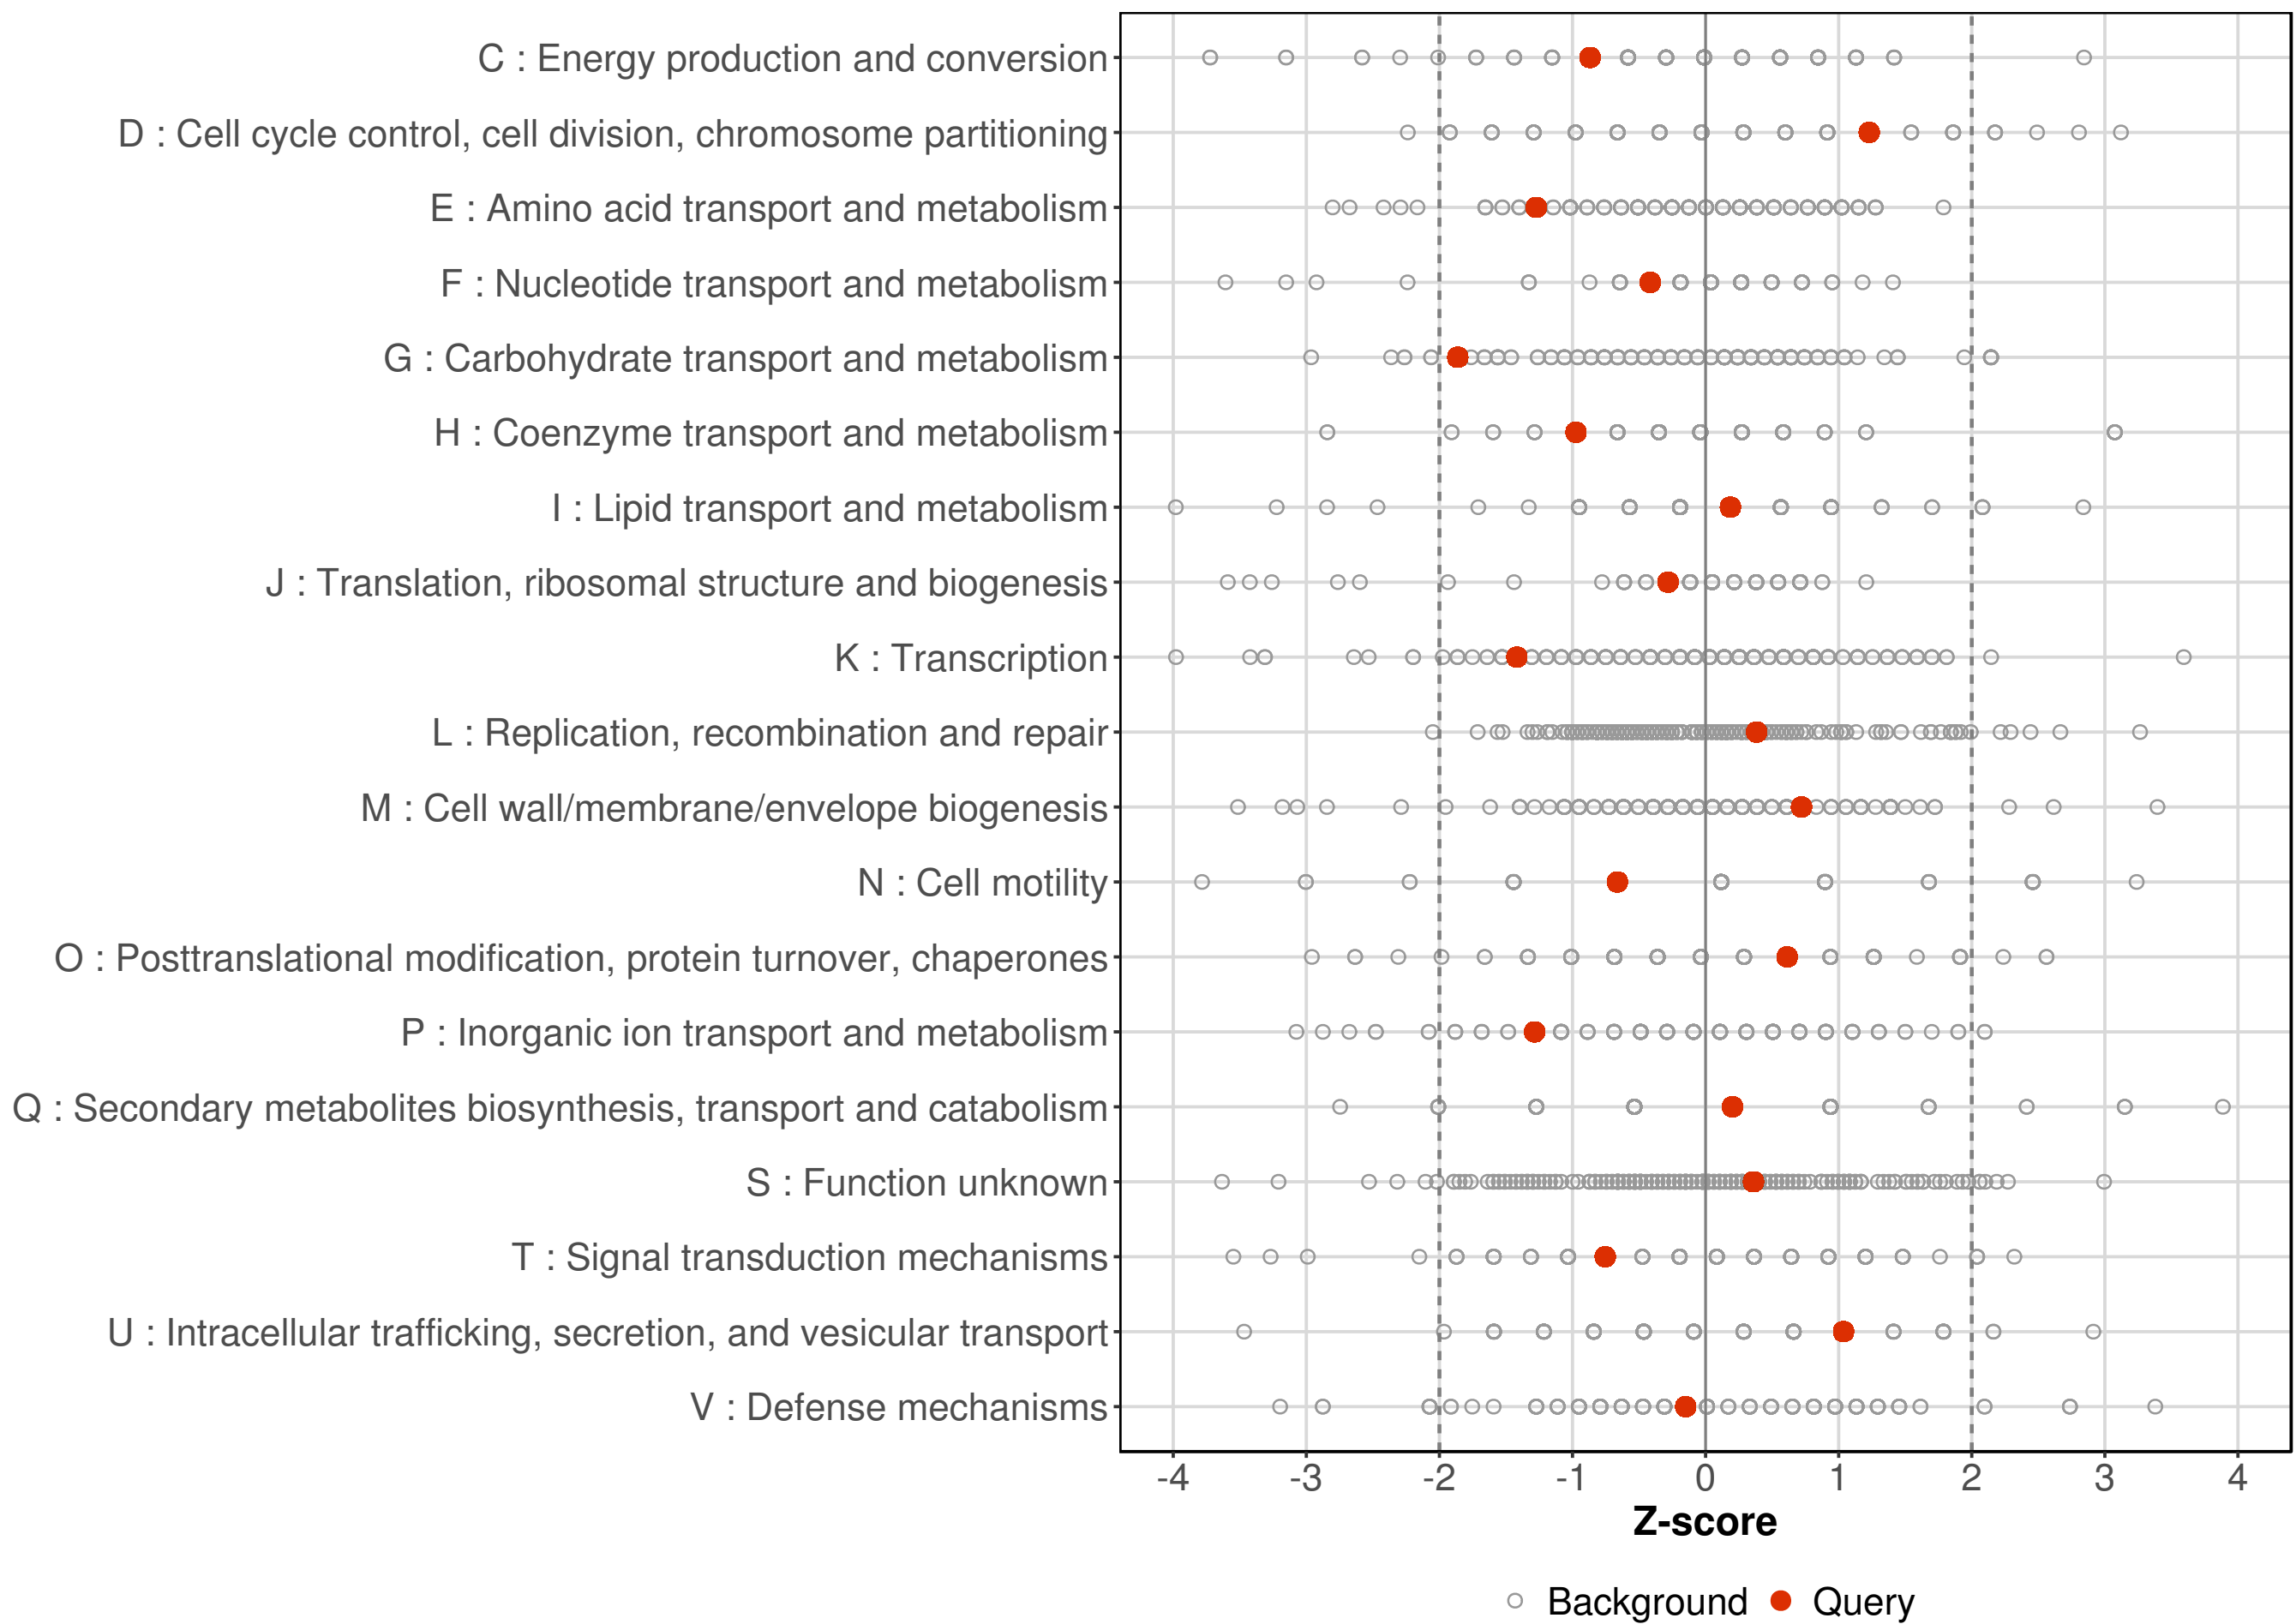 C : Energy production and conversion
D : Cell cycle control, cell division, chromosome partitioning
E : Amino acid transport and metabolism
F : Nucleotide transport and metabolism
G : Carbohydrate transport and metabolism
H : Coenzyme transport and metabolism
I : Lipid transport and metabolism
J : Translation, ribosomal structure and biogenesis
K : Transcription
L : Replication, recombination and repair
M : Cell wall/membrane/envelope biogenesis
N : Cell motility
O : Posttranslational modification, protein turnover, chaperones
P : Inorganic ion transport and metabolism
Q : Secondary metabolites biosynthesis, transport and catabolism
S : Function unknown
T : Signal transduction mechanisms
U : Intracellular trafficking, secretion, and vesicular transport
V : Defense mechanisms
-4 -3 -2 -1 0 1 2 3 4
Z-score
Background Query